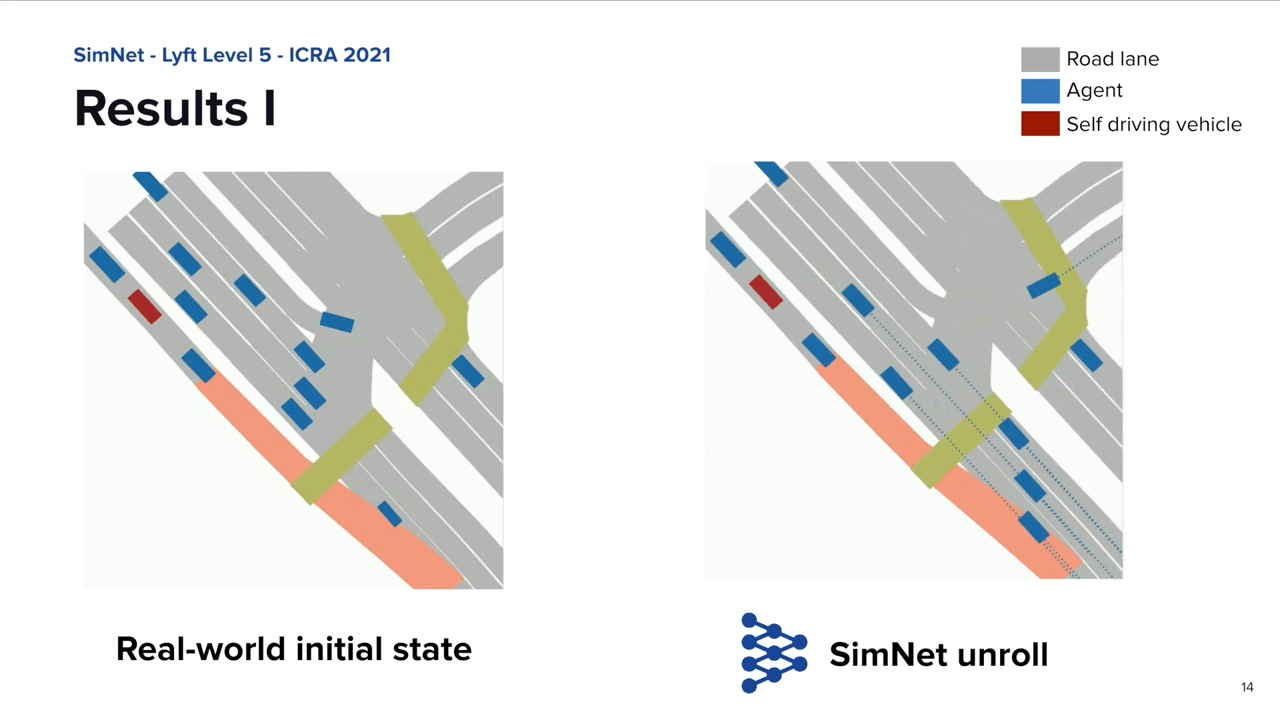 SimNet - Lyft Level 5 - ICRA 2021
Results I
Road lane
Agent
Self driving vehicle
Real-world initial state
SimNet unroll
14